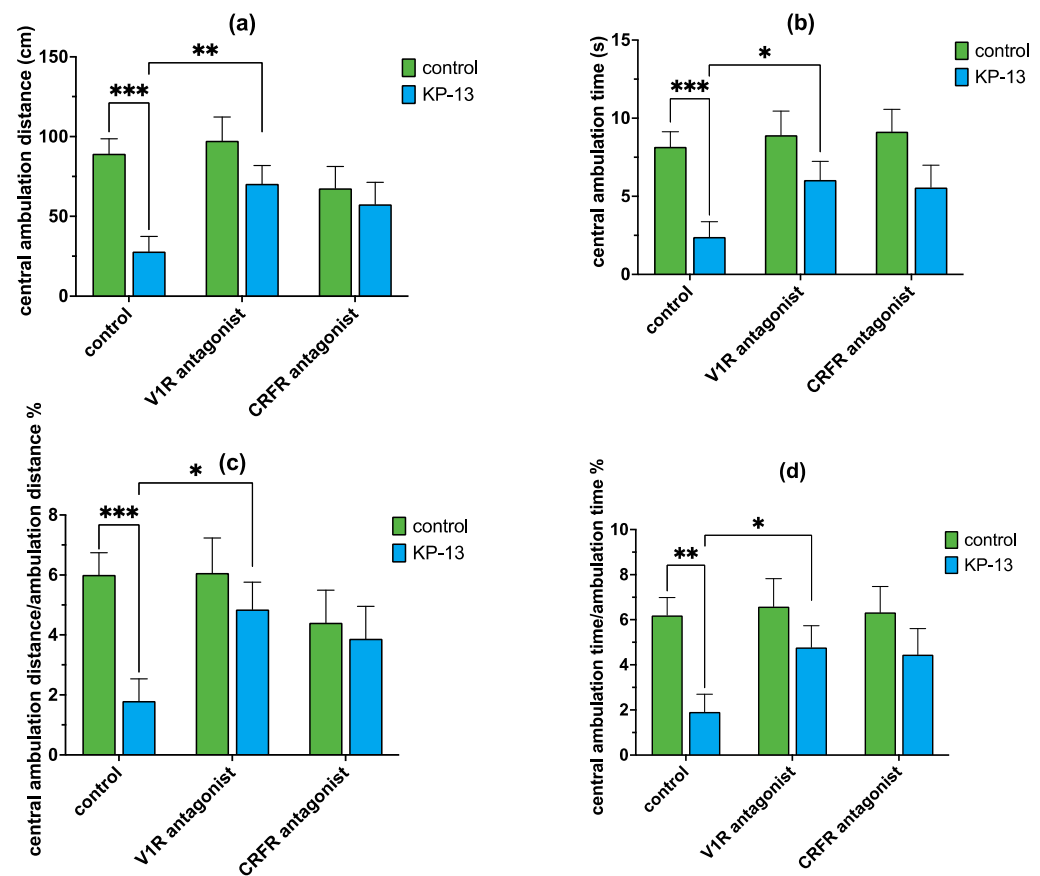 (a)
central ambulation distance (cm)
150
100
50
0
***
**
control
KP-13
control
V1R antagonist
CRFR antagonist
(b)
central ambulation time (s)
15
10
5
0
***
*
control
KP-13
control
V1R antagonist
CRFR antagonist
(c)
central ambulation distance/ambulation distance %
8
6
4
2
0
***
*
control
KP-13
control
V1R antagonist
CRFR antagonist
(d)
central ambulation time/ambulation time %
10
8
6
4
2
0
**
*
control
KP-13
control
V1R antagonist
CRFR antagonist